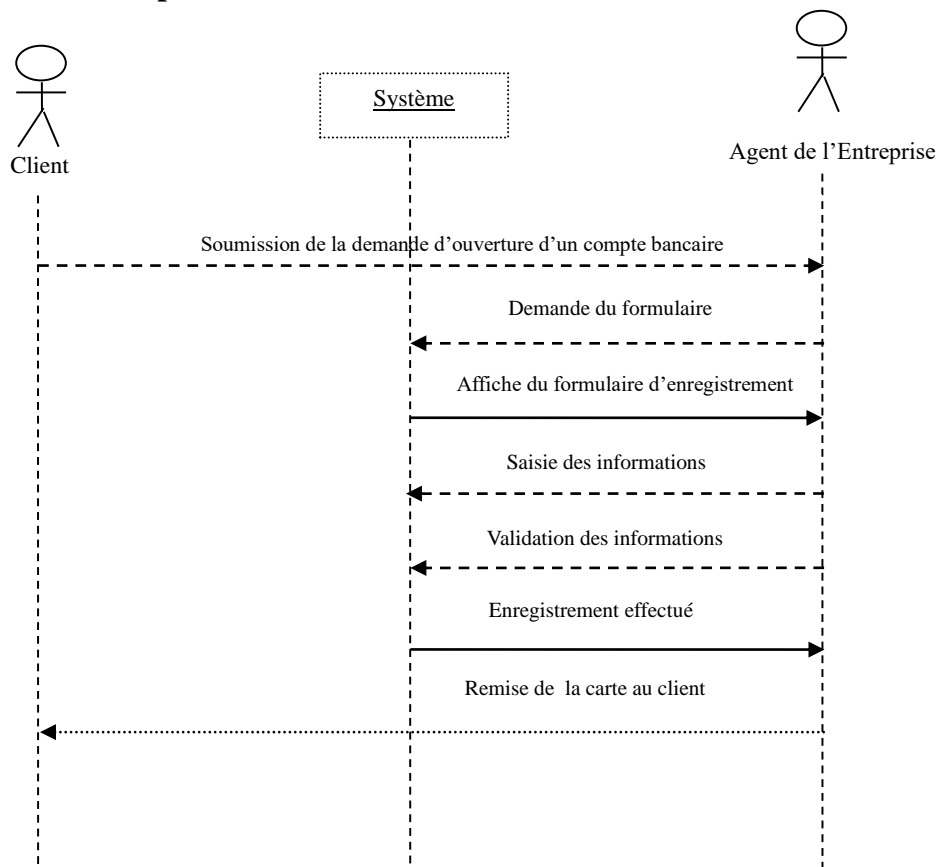 Système
Agent de l’Entreprise
Client
Soumission de la demande d’ouverture d’un compte bancaire
Demande du formulaire
Affiche du formulaire d’enregistrement
Saisie des informations
Validation des informations
Enregistrement effectué
Remise de la carte au client